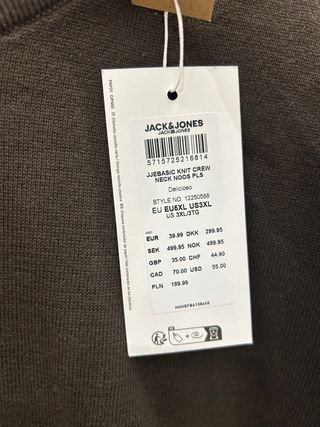 JACK&JONES
JACK&JONES
5715725216814
JJEBASIC KNIT CREW
NECK NOOS PLS
Delicioso
STYLE NO: 12250588
EU EU5XL US3XL
US 3XL/3TG
RRP
EUR 39.99 DKK 299.95
SEK 499.95 NOK 499.95
GBP 35.00 CHF 44.90
CAD 70.00 USD 55.00
PLN 189.99